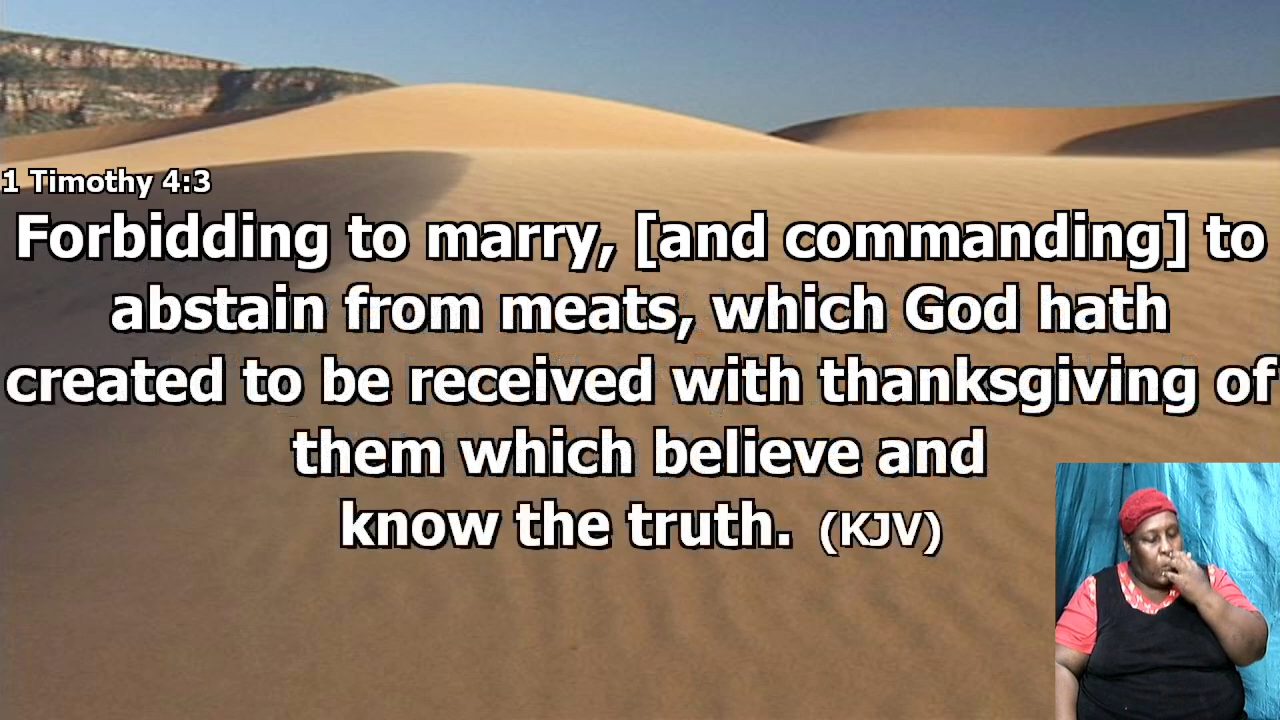 1 Timothy 4:3
Forbidding to marry, [and commanding] to
abstain from meats, which God hath
created to be received with thanksgiving of
them which believe and
know the truth. (KJV)